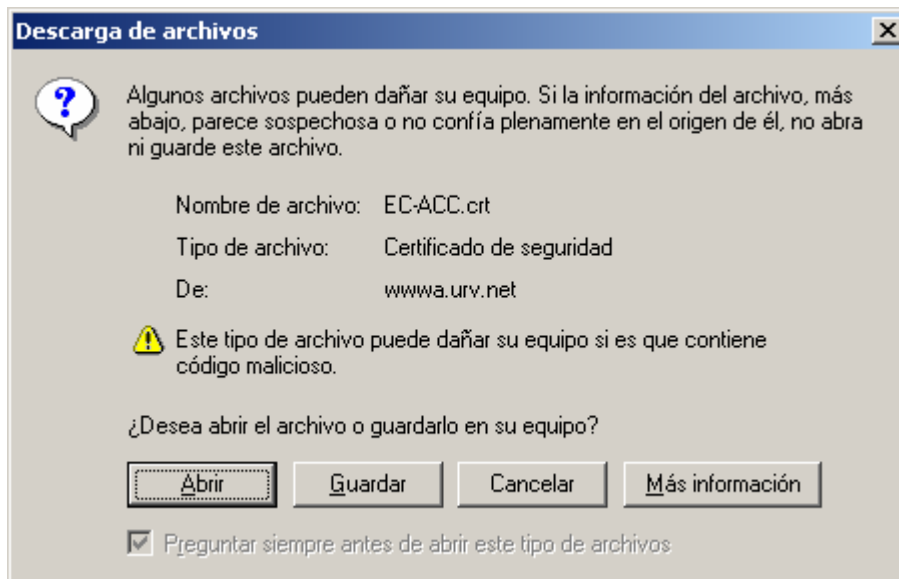 Descarga de archivos
Algunos archivos pueden dañar su equipo. Si la información del archivo, más
abajo, parece sospechosa o no confía plenamente en el origen de él, no abra
ni guarde este archivo.
Nombre de archivo: EC-ACC.crt
Tipo de archivo: Certificado de seguridad
De: wwwa.urv.net
Este tipo de archivo puede dañar su equipo si es que contiene
código malicioso.
¿Desea abrir el archivo o guardarlo en su equipo?
Abrir Guardar Cancelar Más información
Preguntar siempre antes de abrir este tipo de archivos